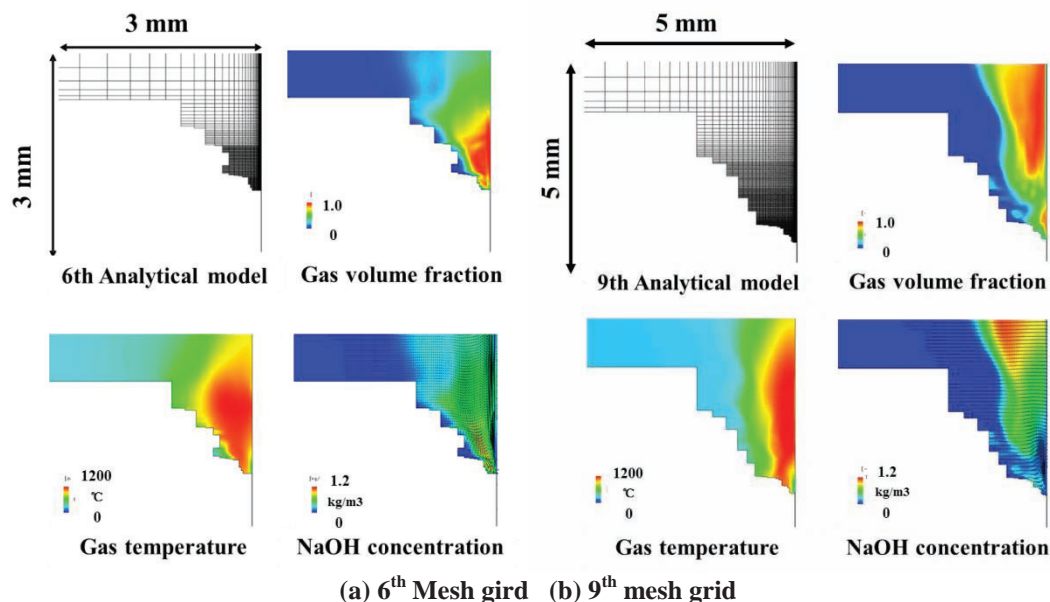 3 mm
3 mm
1.0
0
6th Analytical model
Gas volume fraction
1200
℃
0
1.2
kg/m3
0
Gas temperature
NaOH concentration
5 mm
5 mm
1.0
0
9th Analytical model
Gas volume fraction
1200
℃
0
1.2
kg/m3
0
Gas temperature
NaOH concentration
(a) 6th Mesh gird (b) 9th mesh grid